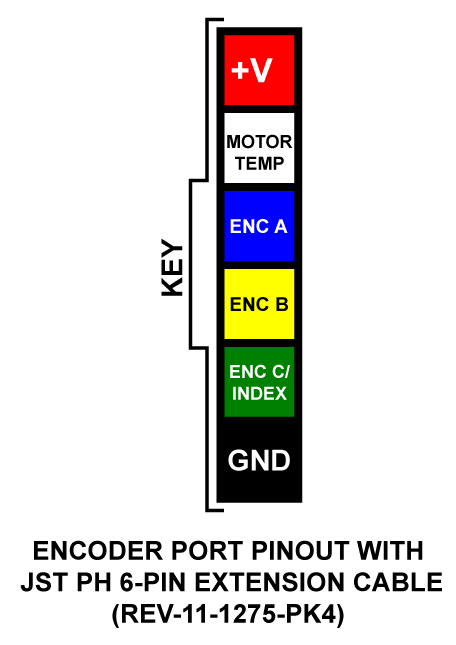 +V
MOTOR
TEMP
ENC A
KEY
ENC B
ENC C/
INDEX
GND
ENCODER PORT PINOUT WITH
JST PH 6-PIN EXTENSION CABLE
(REV-11-1275-PK4)